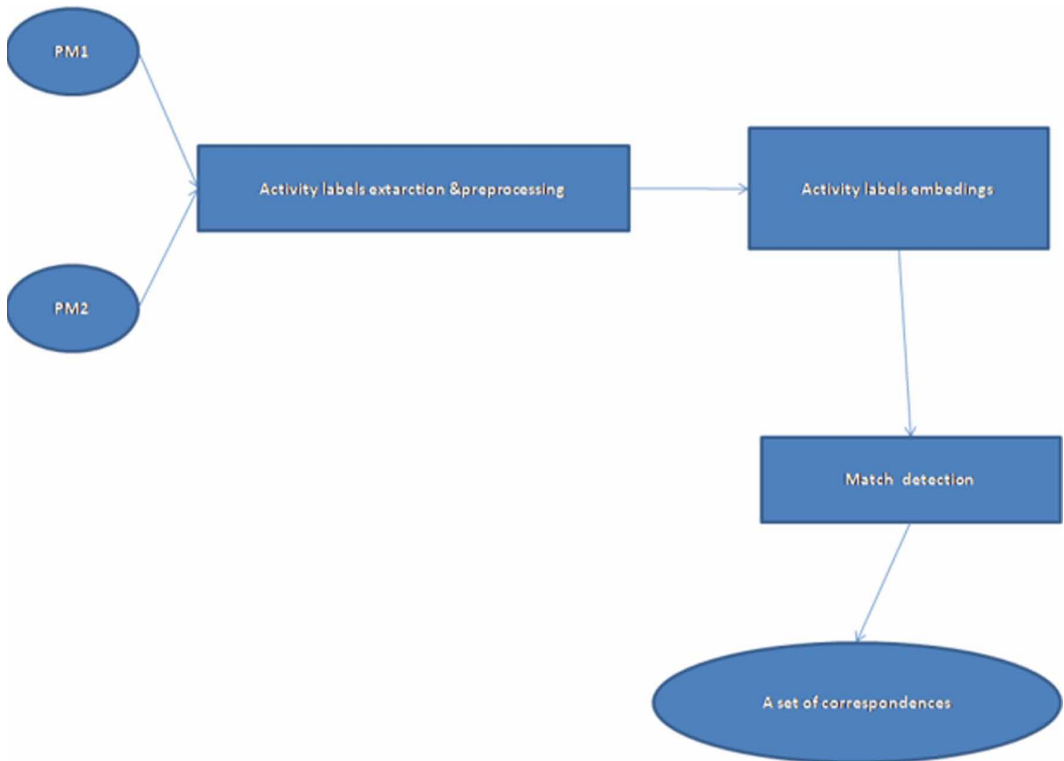 PM1
Activity labels extarction &preprocessing
Activity labels embedings
PM2
Match detection
A set of correspondences